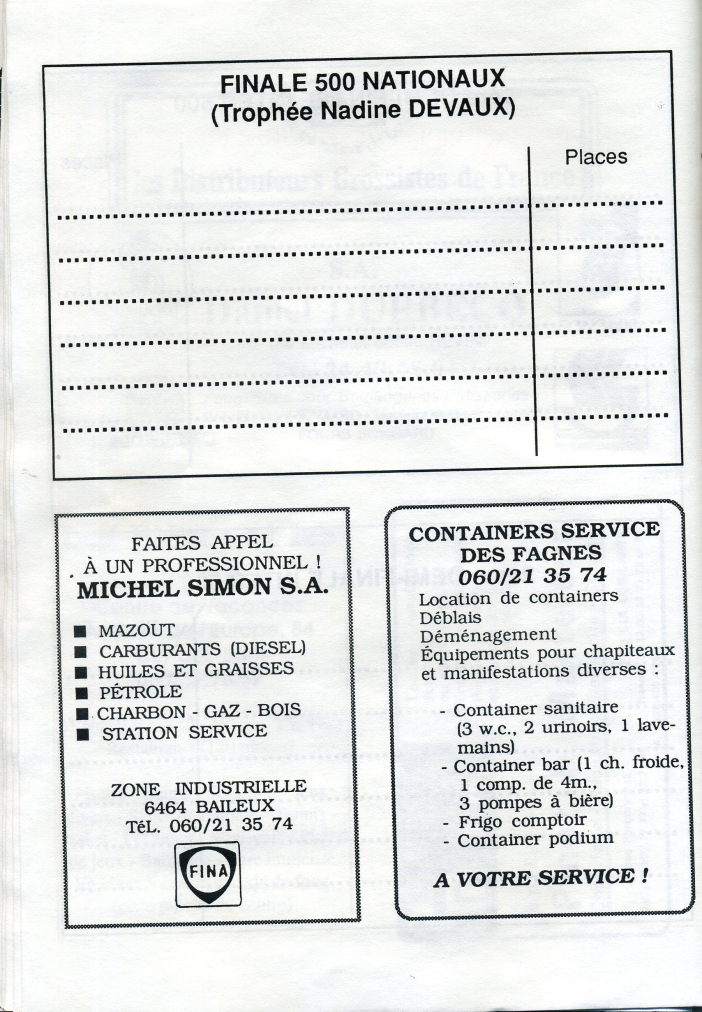 FINALE 500 NATIONAUX
(Trophée Nadine DEVAUX)
Places
FAITES APPEL
À UN PROFESSIONNEL !
MICHEL SIMON S.A.
■ MAZOUT
■ CARBURANTS (DIESEL)
■ HUILES ET GRAISSES
■ PÉTROLE
■ CHARBON - GAZ - BOIS
■ STATION SERVICE
ZONE INDUSTRIELLE
6464 BAILEUX
TéL. 060/21 35 74
FINA
CONTAINERS SERVICE
DES FAGNES
060/21 35 74
Location de containers
Déblais
Déménagement
Équipements pour chapiteaux
et manifestations diverses :
- Container sanitaire
(3 w.c., 2 urinoirs, 1 lave-
mains)
- Container bar (1 ch. froide,
1 comp. de 4m.,
3 pompes à bière)
- Frigo comptoir
- Container podium
A VOTRE SERVICE !